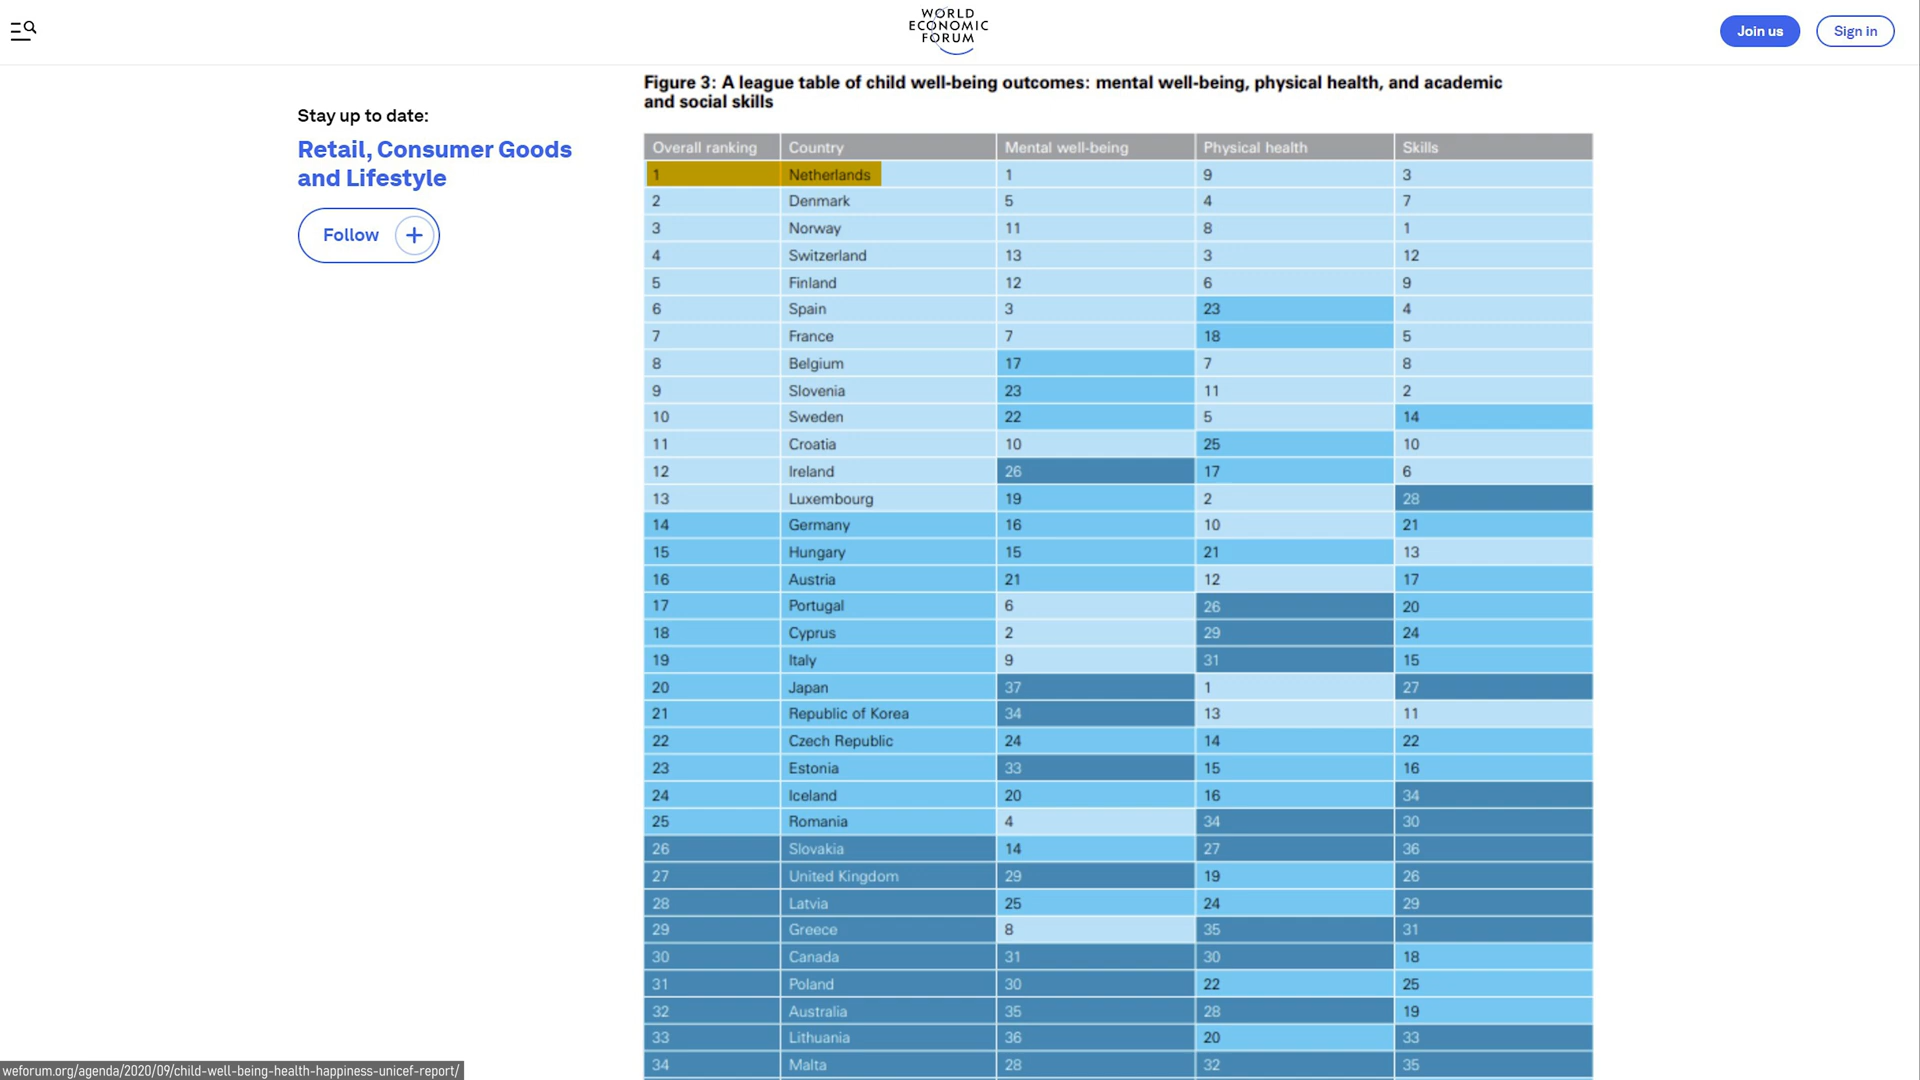 WORLD
ECONOMIC
FORUM
Join us
Sign in
Stay up to date:
Retail, Consumer Goods
and Lifestyle
Follow
Figure 3: A league table of child well-being outcomes: mental well-being, physical health, and academic
and social skills
Overall ranking Country Mental well-being Physical health Skills
1 Netherlands 1 9 3
2 Denmark 5 4 7
3 Norway 11 8 1
4 Switzerland 13 3 12
5 Finland 12 6 9
6 Spain 3 23 4
7 France 7 18 5
8 Belgium 17 7 8
9 Slovenia 23 11 2
10 Sweden 22 5 14
11 Croatia 10 25 10
12 Ireland 26 17 6
13 Luxembourg 19 2 28
14 Germany 16 10 21
15 Hungary 15 21 13
16 Austria 21 12 17
17 Portugal 6 26 20
18 Cyprus 2 29 24
19 Italy 9 31 15
20 Japan 37 1 27
21 Republic of Korea 34 13 11
22 Czech Republic 24 14 22
23 Estonia 33 15 16
24 Iceland 20 16 34
25 Romania 4 34 30
26 Slovakia 14 27 36
27 United Kingdom 29 19 26
28 Latvia 25 24 29
29 Greece 8 35 31
30 Canada 31 30 18
31 Poland 30 22 25
32 Australia 35 28 19
33 Lithuania 36 20 33
34 Malta 28 32 35
weforum.org/agenda/2020/09/child-well-being-health-happiness-unicef-report/